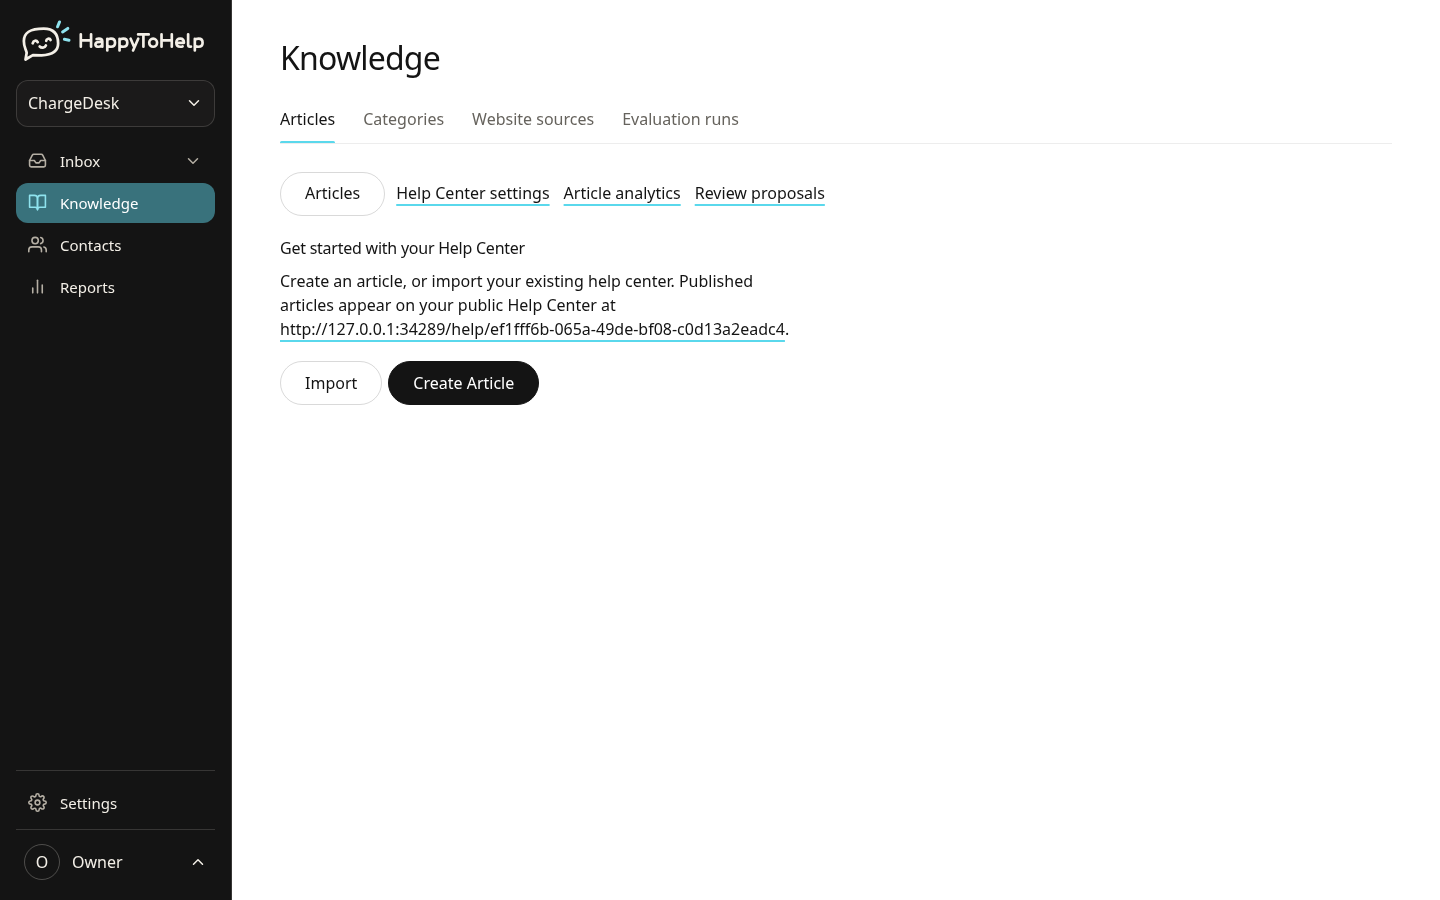 HappyToHelp
ChargeDesk
Inbox
Knowledge
Contacts
Reports
Settings
O Owner
Knowledge
Articles Categories Website sources Evaluation runs
Articles Help Center settings Article analytics Review proposals
Get started with your Help Center
Create an article, or import your existing help center. Published
articles appear on your public Help Center at
http://127.0.0.1:34289/help/ef1fff6b-065a-49de-bf08-c0d13a2eadc4.
Import Create Article